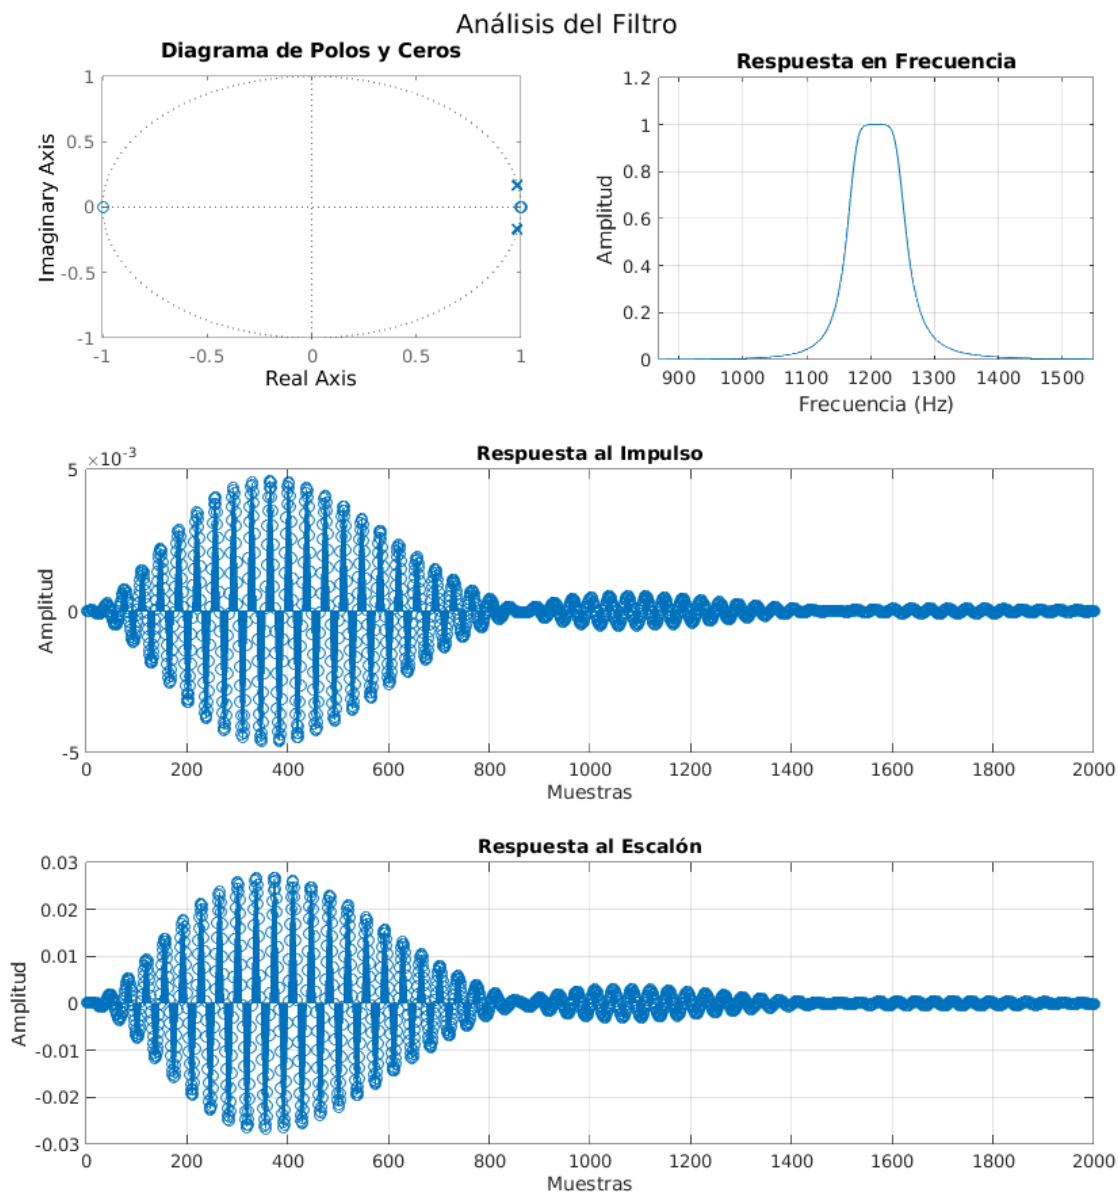 Análisis del Filtro
Diagrama de Polos y Ceros
Imaginary Axis
1
0.5
0
-0.5
-1
-1 -0.5 0 0.5 1
Real Axis
Respuesta en Frecuencia
Amplitud
1.2
1
0.8
0.6
0.4
0.2
0
900 1000 1100 1200 1300 1400 1500
Frecuencia (Hz)
Respuesta al Impulso
×10⁻³
Amplitud
5
0
-5
0 200 400 600 800 1000 1200 1400 1600 1800 2000
Muestras
Respuesta al Escalón
Amplitud
0.03
0.02
0.01
0
-0.01
-0.02
-0.03
0 200 400 600 800 1000 1200 1400 1600 1800 2000
Muestras